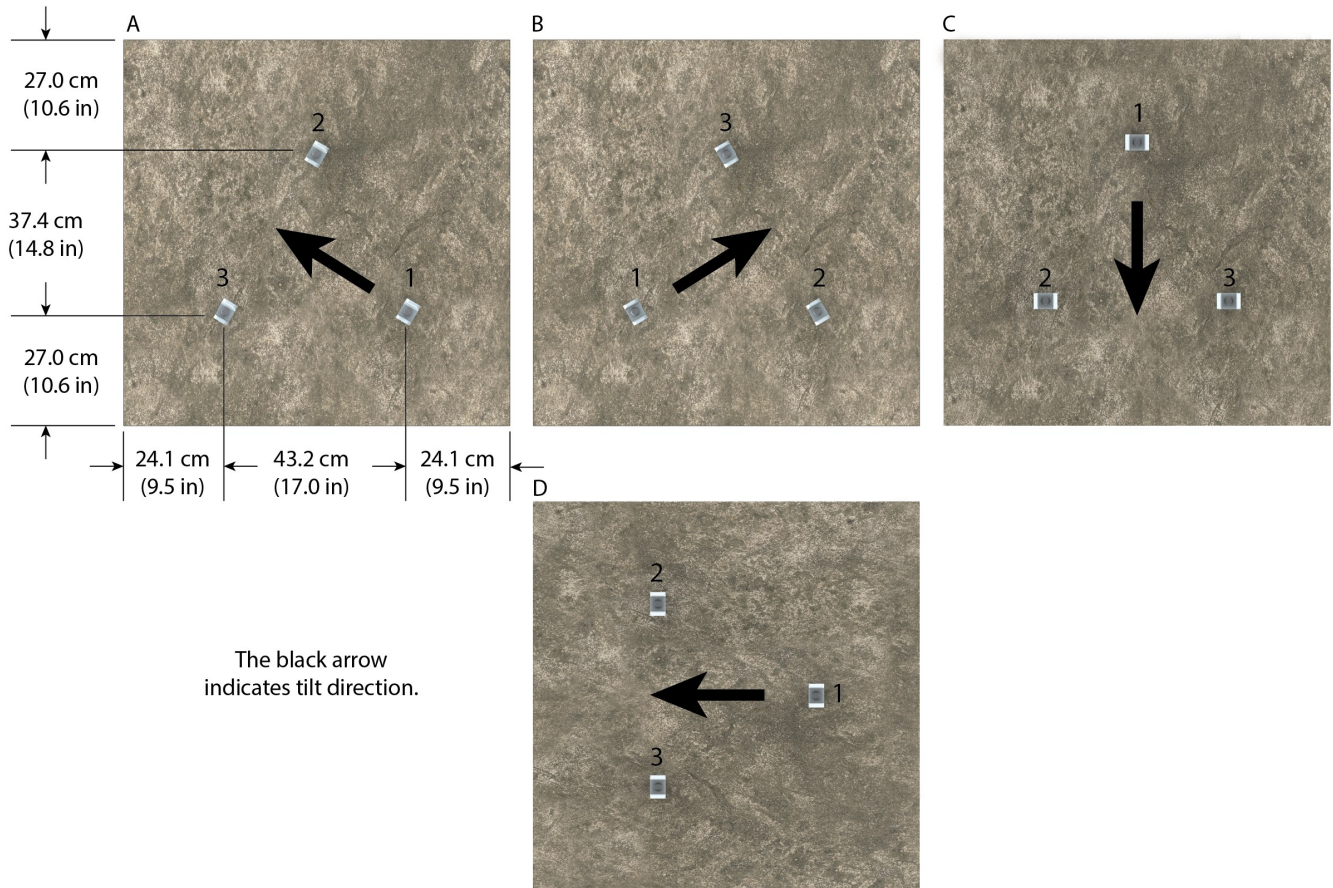 A
27.0 cm
(10.6 in)
37.4 cm
(14.8 in)
27.0 cm
(10.6 in)
2
3
1
24.1 cm
(9.5 in)
43.2 cm
(17.0 in)
24.1 cm
(9.5 in)
B
3
1
2
C
1
2
3
D
2
1
3
The black arrow
indicates tilt direction.